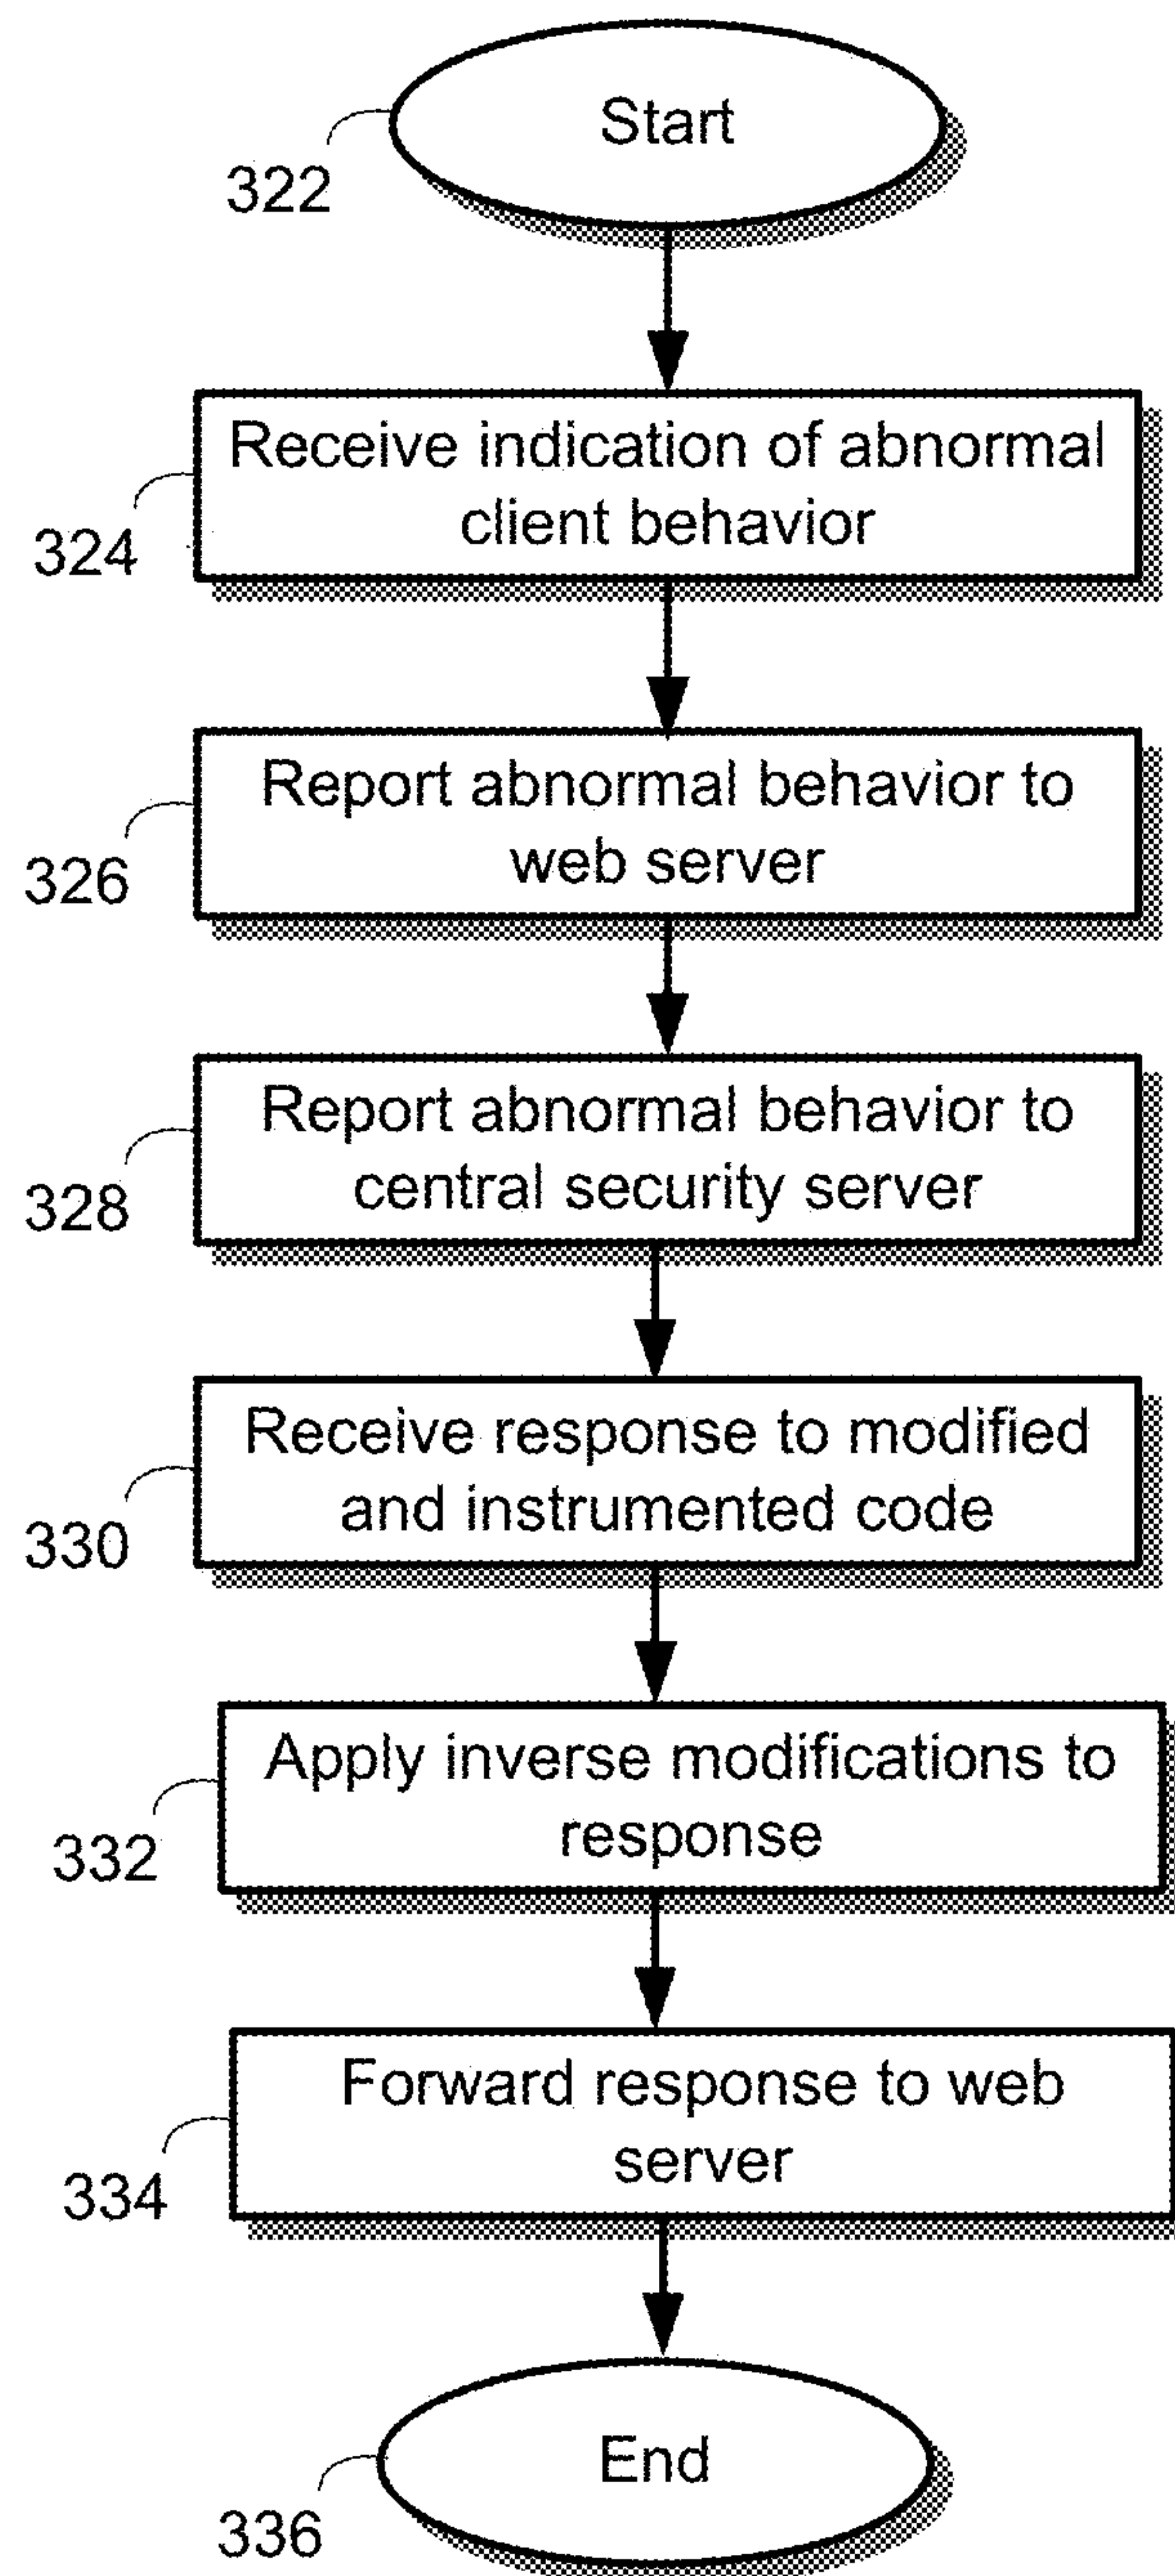 Start
322
Receive indication of abnormal
client behavior
324
Report abnormal behavior to
web server
326
Report abnormal behavior to
central security server
328
Receive response to modified
and instrumented code
330
Apply inverse modifications to
response
332
Forward response to web
server
334
End
336